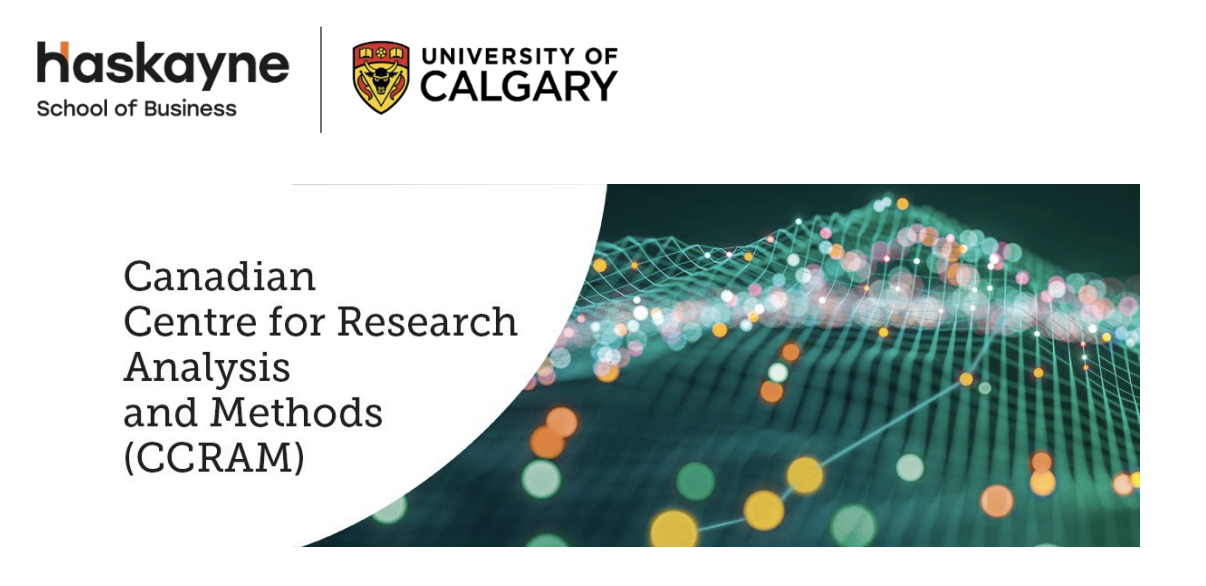 haskayne
School of Business
UNIVERSITY OF
CALGARY
Canadian
Centre for Research
Analysis
and Methods
(CCRAM)